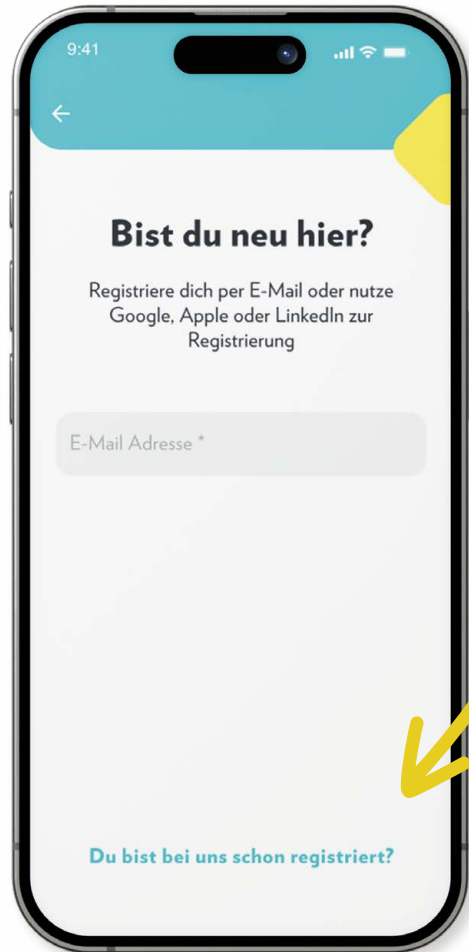 9:41
Bist du neu hier?
Registriere dich per E-Mail oder nutze
Google, Apple oder LinkedIn zur
Registrierung
E-Mail Adresse *
Du bist bei uns schon registriert?